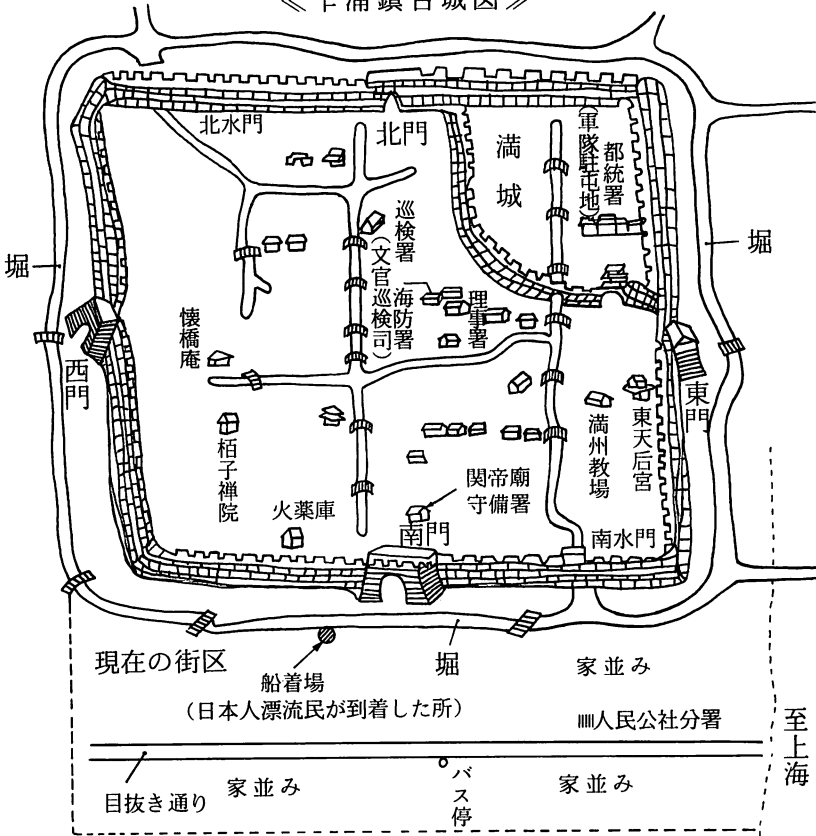 浦鎮古城図》
北水門
北門
満城
(軍隊駐屯地)
都統署
堀
堀
巡検署
(文官巡検司)
海防署
理事署
懐橋庵
西門
東門
栢子禅院
満州教場
東天后宮
関帝廟
守備署
火薬庫
南門
南水門
現在の街区
堀
家並み
船着場
(日本人漂流民が到着した所)
人民公社分署
至上海
目抜き通り
家並み
バス停
家並み